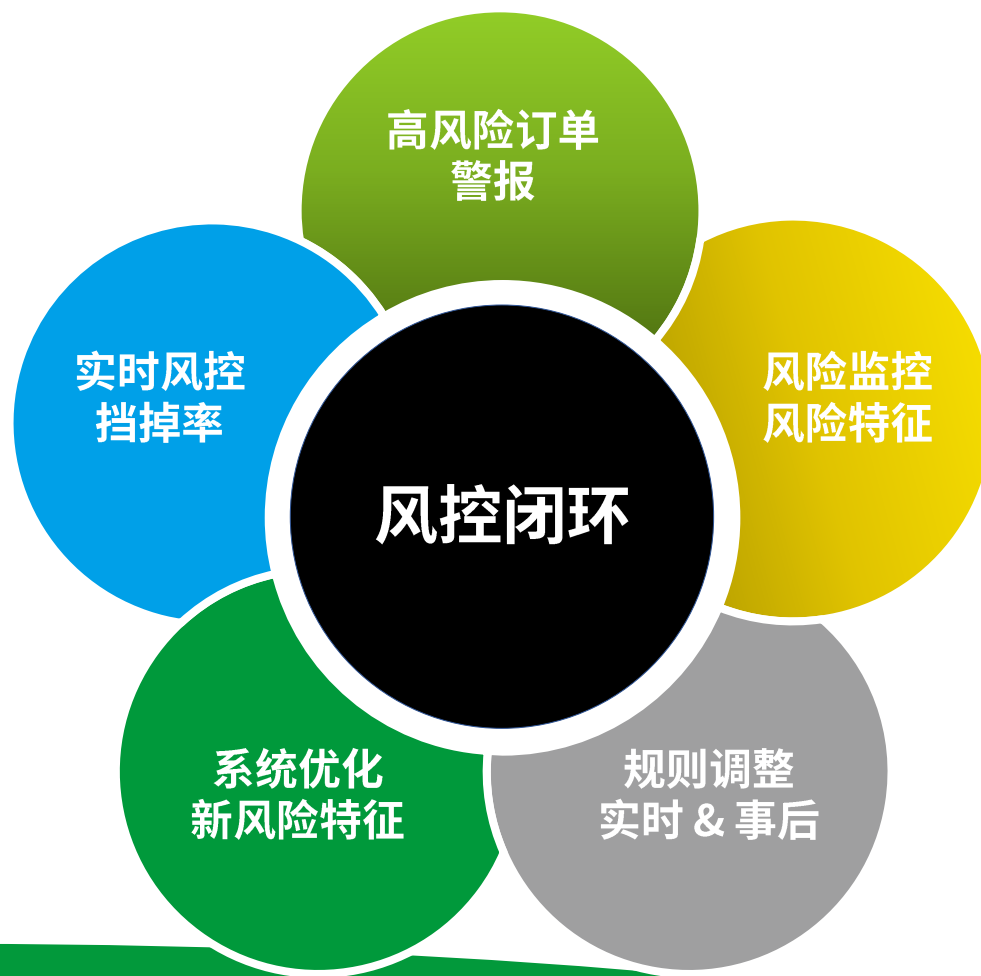 高风险订单
警报
实时风控
挡掉率
风险监控
风险特征
风控闭环
系统优化
新风险特征
规则调整
实时 & 事后